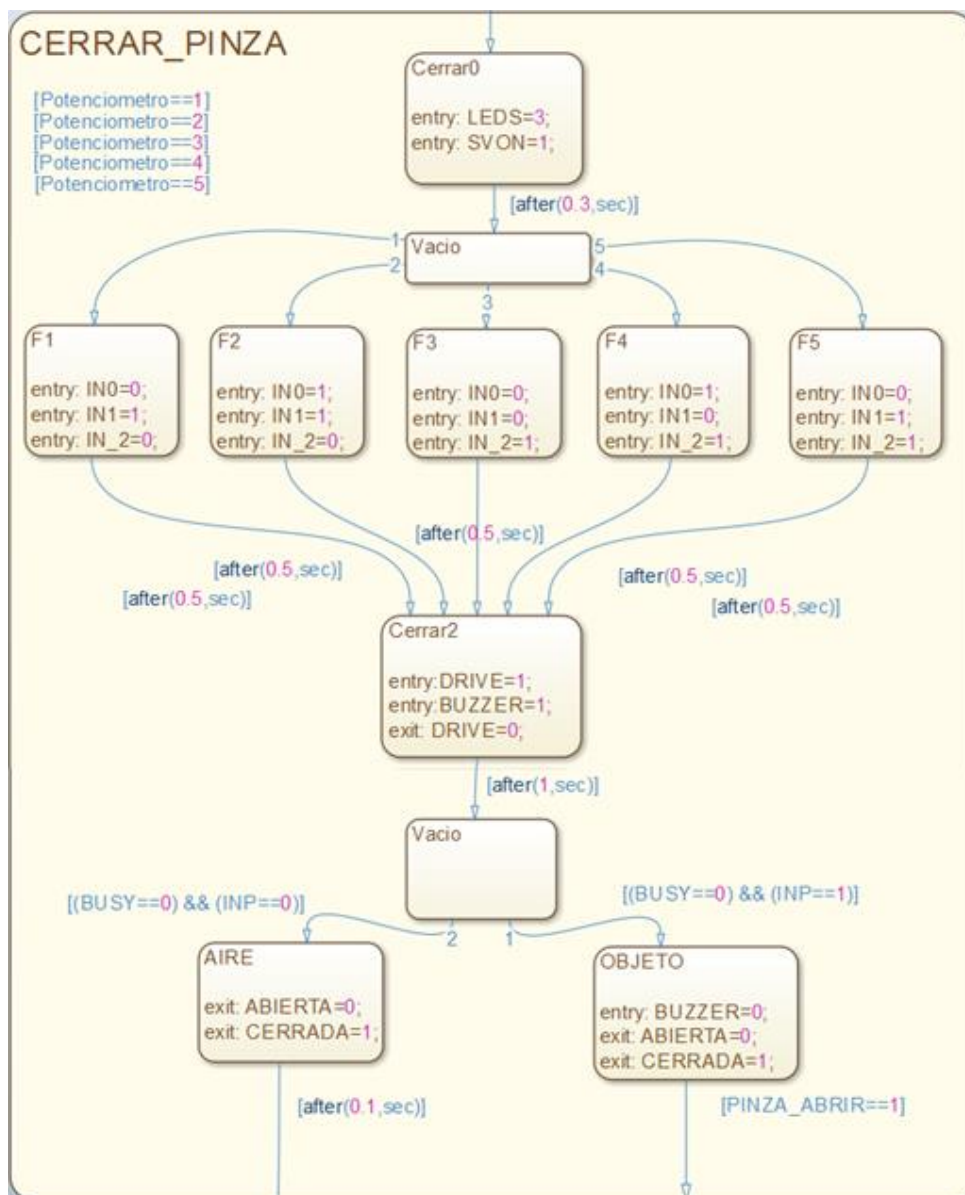 CERRAR_PINZA
[Potenciometro==1]
[Potenciometro==2]
[Potenciometro==3]
[Potenciometro==4]
[Potenciometro==5]
Cerrar0
entry: LEDS=3;
entry: SVON=1;
[after(0.3,sec)]
Vacio
1
2
3
4
5
F1
entry: IN0=0;
entry: IN1=1;
entry: IN_2=0;
F2
entry: IN0=1;
entry: IN1=1;
entry: IN_2=0;
F3
entry: IN0=0;
entry: IN1=0;
entry: IN_2=1;
F4
entry: IN0=1;
entry: IN1=0;
entry: IN_2=1;
F5
entry: IN0=0;
entry: IN1=1;
entry: IN_2=1;
[after(0.5,sec)]
[after(0.5,sec)]
[after(0.5,sec)]
[after(0.5,sec)]
[after(0.5,sec)]
Cerrar2
entry:DRIVE=1;
entry:BUZZER=1;
exit: DRIVE=0;
[after(1,sec)]
Vacio
[(BUSY==0) && (INP==0)]
[(BUSY==0) && (INP==1)]
2
1
AIRE
exit: ABIERTA=0;
exit: CERRADA=1;
OBJETO
entry: BUZZER=0;
exit: ABIERTA=0;
exit: CERRADA=1;
[after(0.1,sec)]
[PINZA_ABRIR==1]